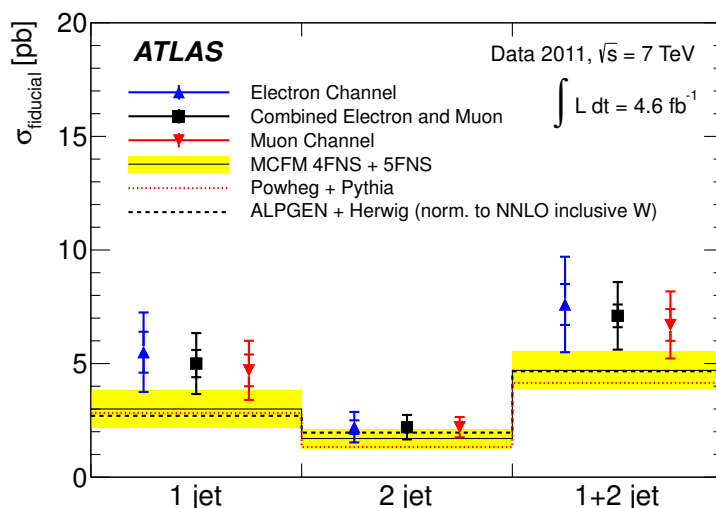 σfiducial [pb]
20
15
10
5
0
ATLAS
Data 2011, √s = 7 TeV
∫ L dt = 4.6 fb⁻¹
Electron Channel
Combined Electron and Muon
Muon Channel
MCFM 4FNS + 5FNS
Powheg + Pythia
ALPGEN + Herwig (norm. to NNLO inclusive W)
1 jet
2 jet
1+2 jet